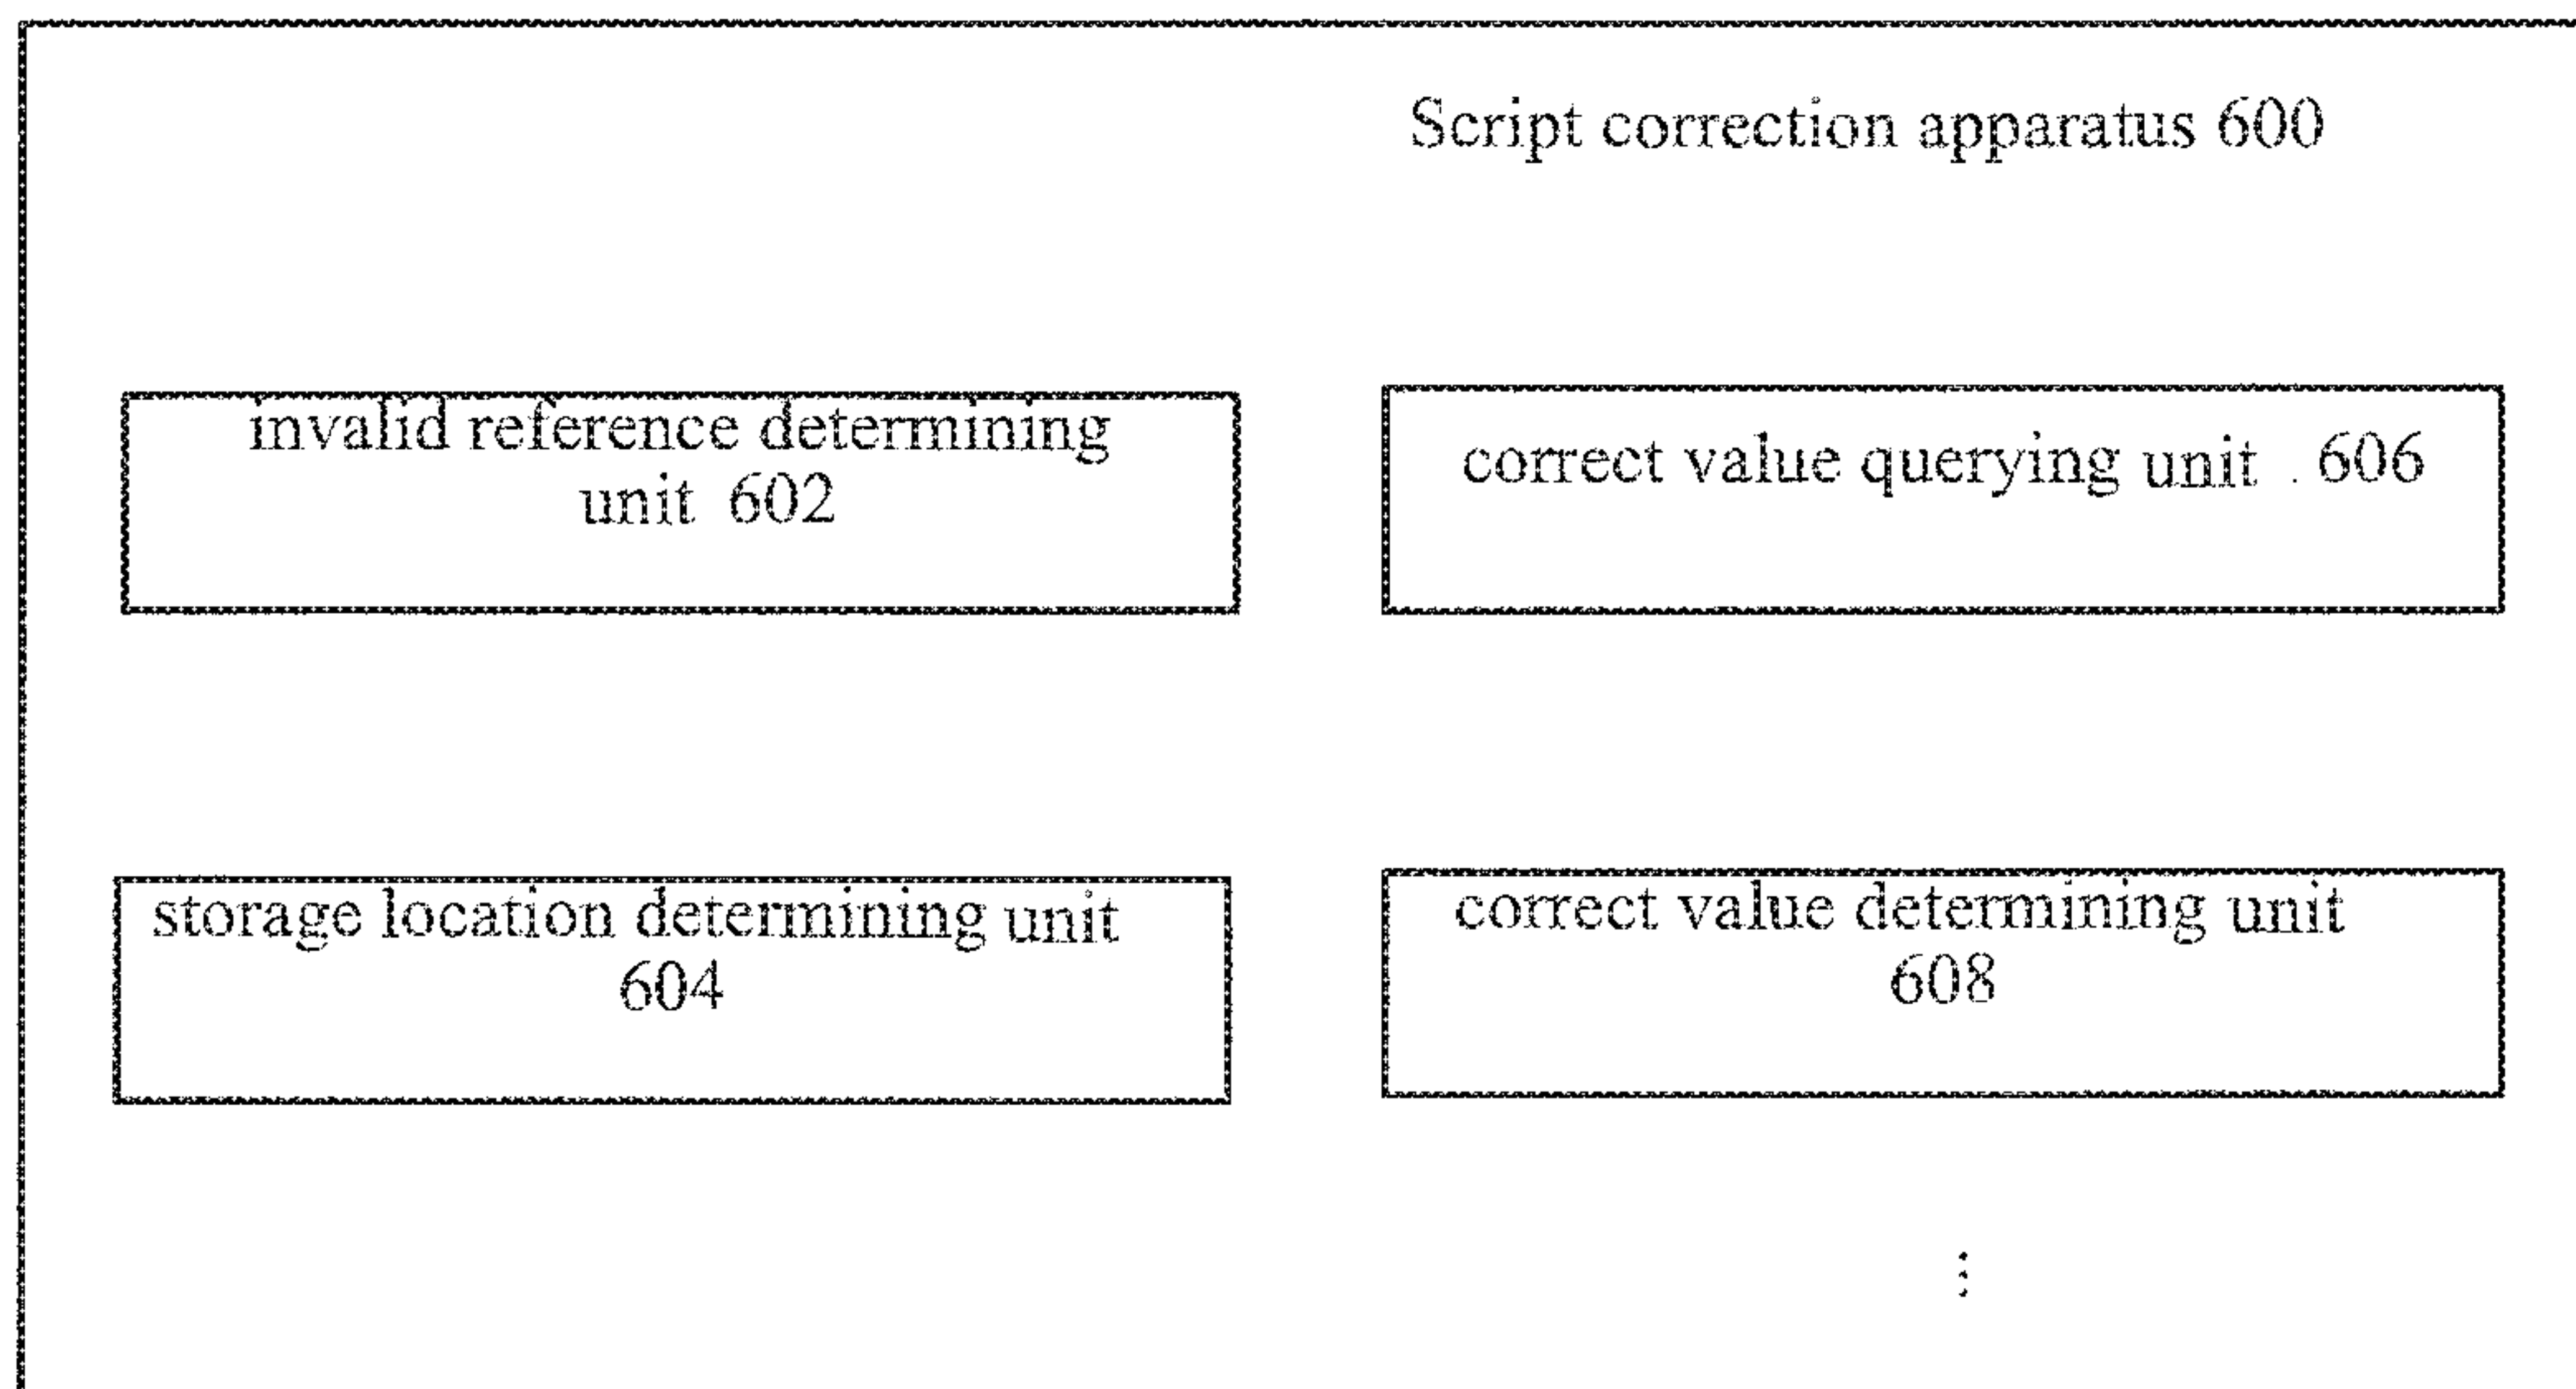 Script correction apparatus 600
invalid reference determining
unit 602
correct value querying unit . 606
storage location determining unit
604
correct value determining unit
608
⋮